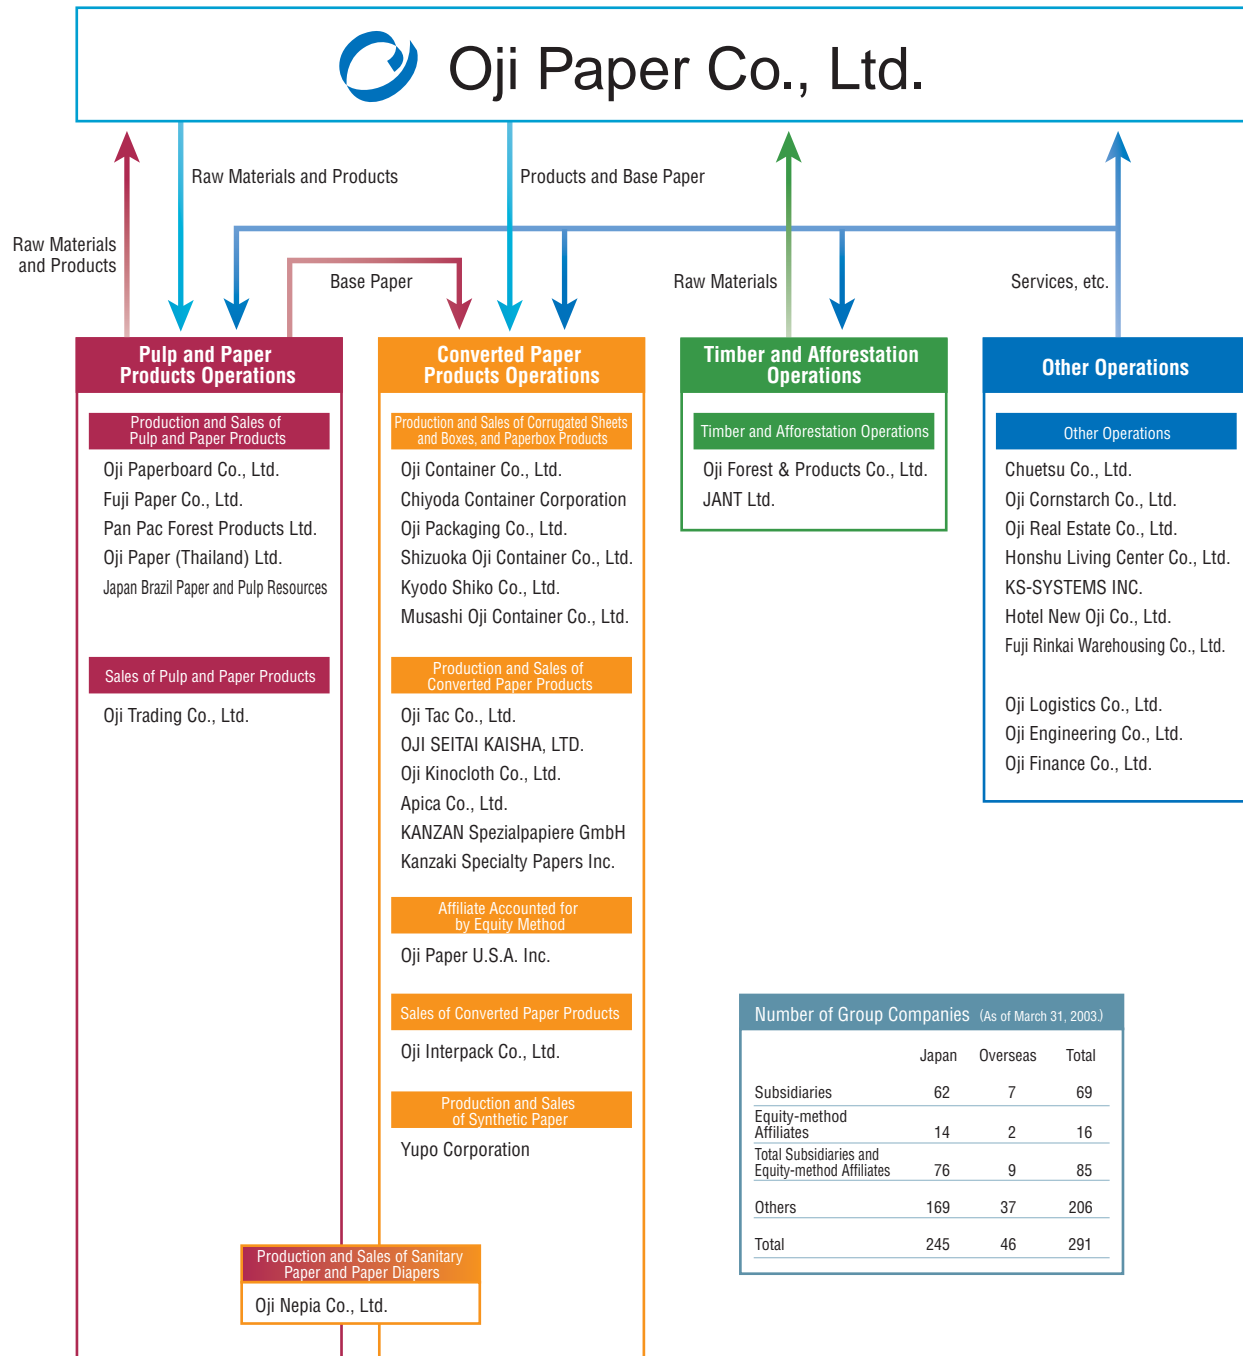 Oji Paper Co., Ltd.
Raw Materials and Products
Products and Base Paper
Raw Materials
and Products
Base Paper
Raw Materials
Services, etc.
Pulp and Paper
Products Operations
Production and Sales of
Pulp and Paper Products
Oji Paperboard Co., Ltd.
Fuji Paper Co., Ltd.
Pan Pac Forest Products Ltd.
Oji Paper (Thailand) Ltd.
Japan Brazil Paper and Pulp Resources
Sales of Pulp and Paper Products
Oji Trading Co., Ltd.
Converted Paper
Products Operations
Production and Sales of Corrugated Sheets
and Boxes, and Paperbox Products
Oji Container Co., Ltd.
Chiyoda Container Corporation
Oji Packaging Co., Ltd.
Shizuoka Oji Container Co., Ltd.
Kyodo Shiko Co., Ltd.
Musashi Oji Container Co., Ltd.
Production and Sales of
Converted Paper Products
Oji Tac Co., Ltd.
OJI SEITAI KAISHA, LTD.
Oji Kinocloth Co., Ltd.
Apica Co., Ltd.
KANZAN Spezialpapiere GmbH
Kanzaki Specialty Papers Inc.
Affiliate Accounted for
by Equity Method
Oji Paper U.S.A. Inc.
Sales of Converted Paper Products
Oji Interpack Co., Ltd.
Production and Sales
of Synthetic Paper
Yupo Corporation
Production and Sales of Sanitary
Paper and Paper Diapers
Oji Nepia Co., Ltd.
Timber and Afforestation
Operations
Timber and Afforestation Operations
Oji Forest & Products Co., Ltd.
JANT Ltd.
Other Operations
Other Operations
Chuetsu Co., Ltd.
Oji Cornstarch Co., Ltd.
Oji Real Estate Co., Ltd.
Honshu Living Center Co., Ltd.
KS-SYSTEMS INC.
Hotel New Oji Co., Ltd.
Fuji Rinkai Warehousing Co., Ltd.
Oji Logistics Co., Ltd.
Oji Engineering Co., Ltd.
Oji Finance Co., Ltd.
Number of Group Companies (As of March 31, 2003.)
Japan Overseas Total
Subsidiaries 62 7 69
Equity-method
Affiliates 14 2 16
Total Subsidiaries and
Equity-method Affiliates 76 9 85
Others 169 37 206
Total 245 46 291